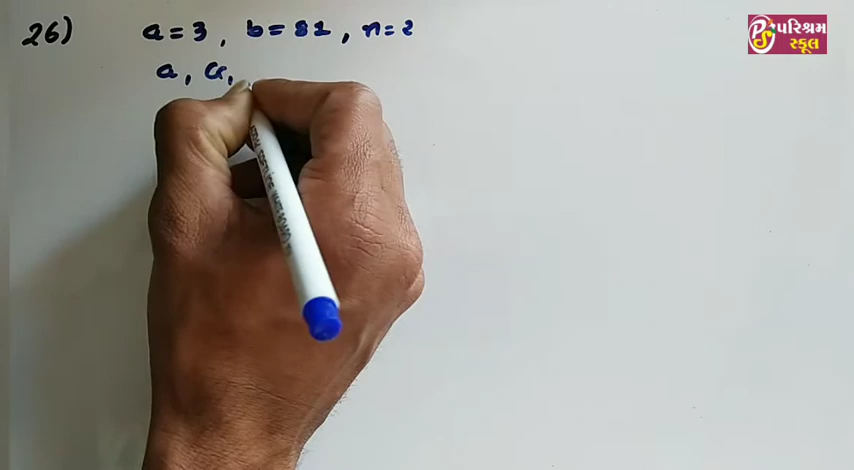 26) a = 3, b = 81, n = 2
a, G,
પરિશ્રમ
સ્કૂલ